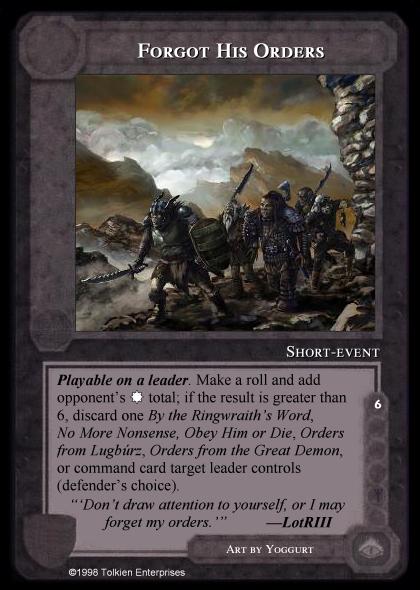 Forgot His Orders
Short-event
Playable on a leader. Make a roll and add
opponent's total; if the result is greater than
6, discard one By the Ringwraith's Word,
No More Nonsense, Obey Him or Die, Orders
from Lugbúrz, Orders from the Great Demon,
or command card target leader controls
(defender's choice).
"'Don't draw attention to yourself, or I may
forget my orders.'" —LotRIII
6
Art by Yoggurt
©1998 Tolkien Enterprises